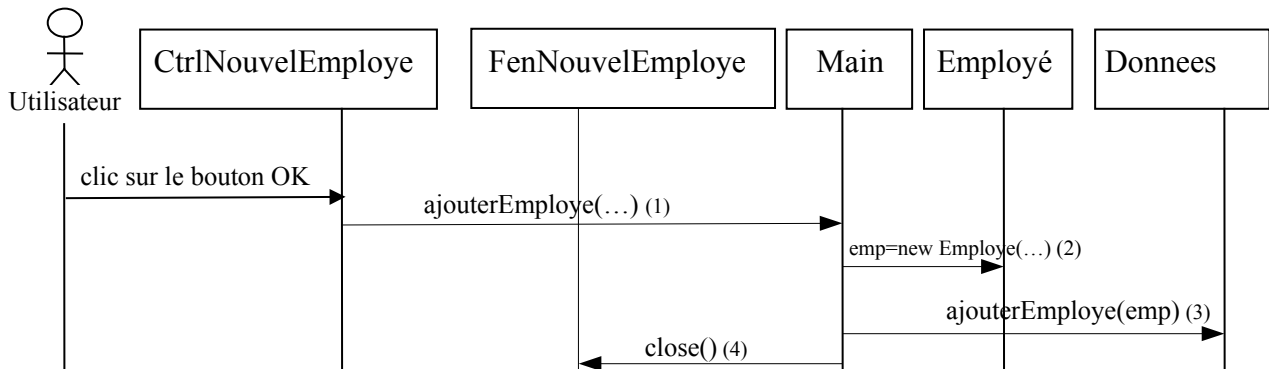 CtrlNouvelEmploye
FenNouvelEmploye
Main
Employé
Donnees
Utilisateur
clic sur le bouton OK
ajouterEmploye(…) (1)
emp=new Employe(…) (2)
ajouterEmploye(emp) (3)
close() (4)